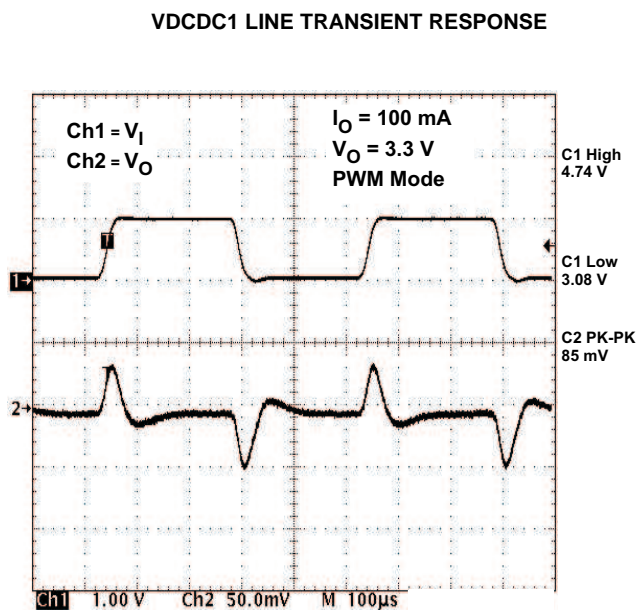 VDCDC1 LINE TRANSIENT RESPONSE
Ch1 = VI
Ch2 = VO
IO = 100 mA
VO = 3.3 V
PWM Mode
C1 High
4.74 V
C1 Low
3.08 V
C2 PK-PK
85 mV
T
1
2
Ch1 1.00 V Ch2 50.0mV M 100µs